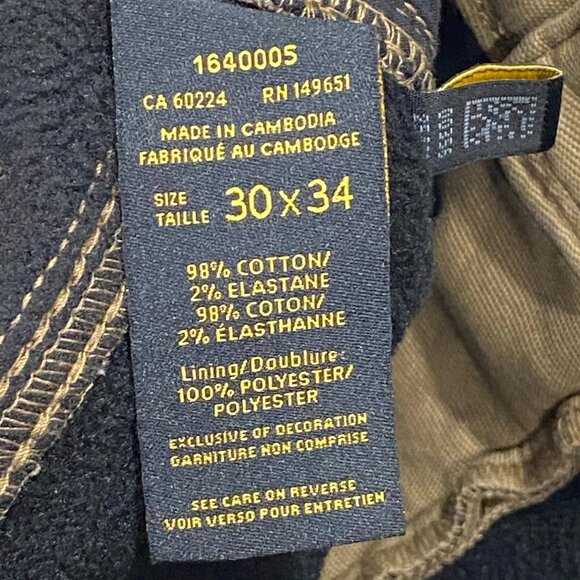 1640005
CA 60224 RN 149651
MADE IN CAMBODIA
FABRIQUÉ AU CAMBODGE
SIZE
TAILLE 30 x 34
98% COTTON/
2% ELASTANE
98% COTON/
2% ÉLASTHANNE
Lining/Doublure:
100% POLYESTER/
POLYESTER
EXCLUSIVE OF DECORATION
GARNITURE NON COMPRISE
SEE CARE ON REVERSE
VOIR VERSO POUR ENTRETIEN